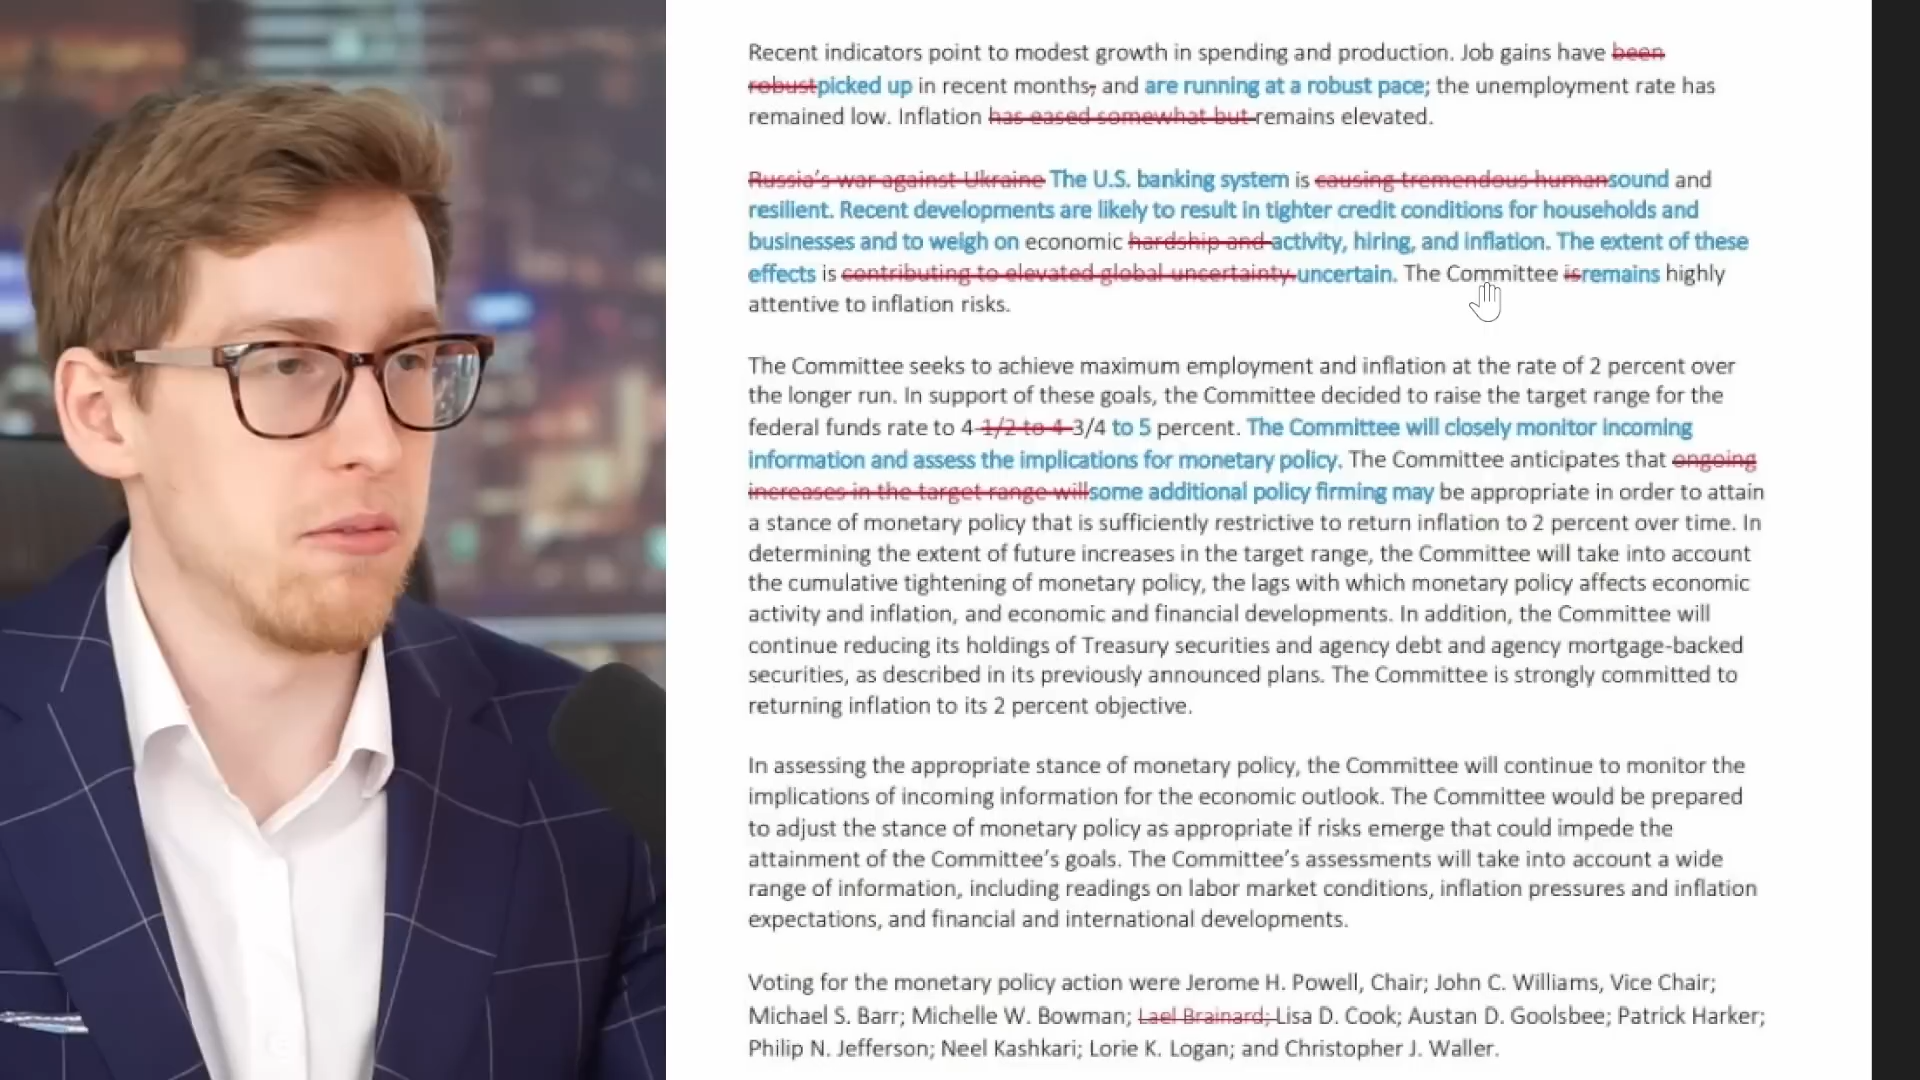 Recent indicators point to modest growth in spending and production. Job gains have been
robustpicked up in recent months, and are running at a robust pace; the unemployment rate has
remained low. Inflation has eased somewhat but remains elevated.
Russia's war against Ukraine The U.S. banking system is causing tremendous humansound and
resilient. Recent developments are likely to result in tighter credit conditions for households and
businesses and to weigh on economic hardship and activity, hiring, and inflation. The extent of these
effects is contributing to elevated global uncertainty. uncertain. The Committee isremains highly
attentive to inflation risks.
The Committee seeks to achieve maximum employment and inflation at the rate of 2 percent over
the longer run. In support of these goals, the Committee decided to raise the target range for the
federal funds rate to 4-1/2 to 4-3/4 to 5 percent. The Committee will closely monitor incoming
information and assess the implications for monetary policy. The Committee anticipates that ongoing
increases in the target range willsome additional policy firming may be appropriate in order to attain
a stance of monetary policy that is sufficiently restrictive to return inflation to 2 percent over time. In
determining the extent of future increases in the target range, the Committee will take into account
the cumulative tightening of monetary policy, the lags with which monetary policy affects economic
activity and inflation, and economic and financial developments. In addition, the Committee will
continue reducing its holdings of Treasury securities and agency debt and agency mortgage-backed
securities, as described in its previously announced plans. The Committee is strongly committed to
returning inflation to its 2 percent objective.
In assessing the appropriate stance of monetary policy, the Committee will continue to monitor the
implications of incoming information for the economic outlook. The Committee would be prepared
to adjust the stance of monetary policy as appropriate if risks emerge that could impede the
attainment of the Committee's goals. The Committee's assessments will take into account a wide
range of information, including readings on labor market conditions, inflation pressures and inflation
expectations, and financial and international developments.
Voting for the monetary policy action were Jerome H. Powell, Chair; John C. Williams, Vice Chair;
Michael S. Barr; Michelle W. Bowman; Lael Brainard; Lisa D. Cook; Austan D. Goolsbee; Patrick Harker;
Philip N. Jefferson; Neel Kashkari; Lorie K. Logan; and Christopher J. Waller.